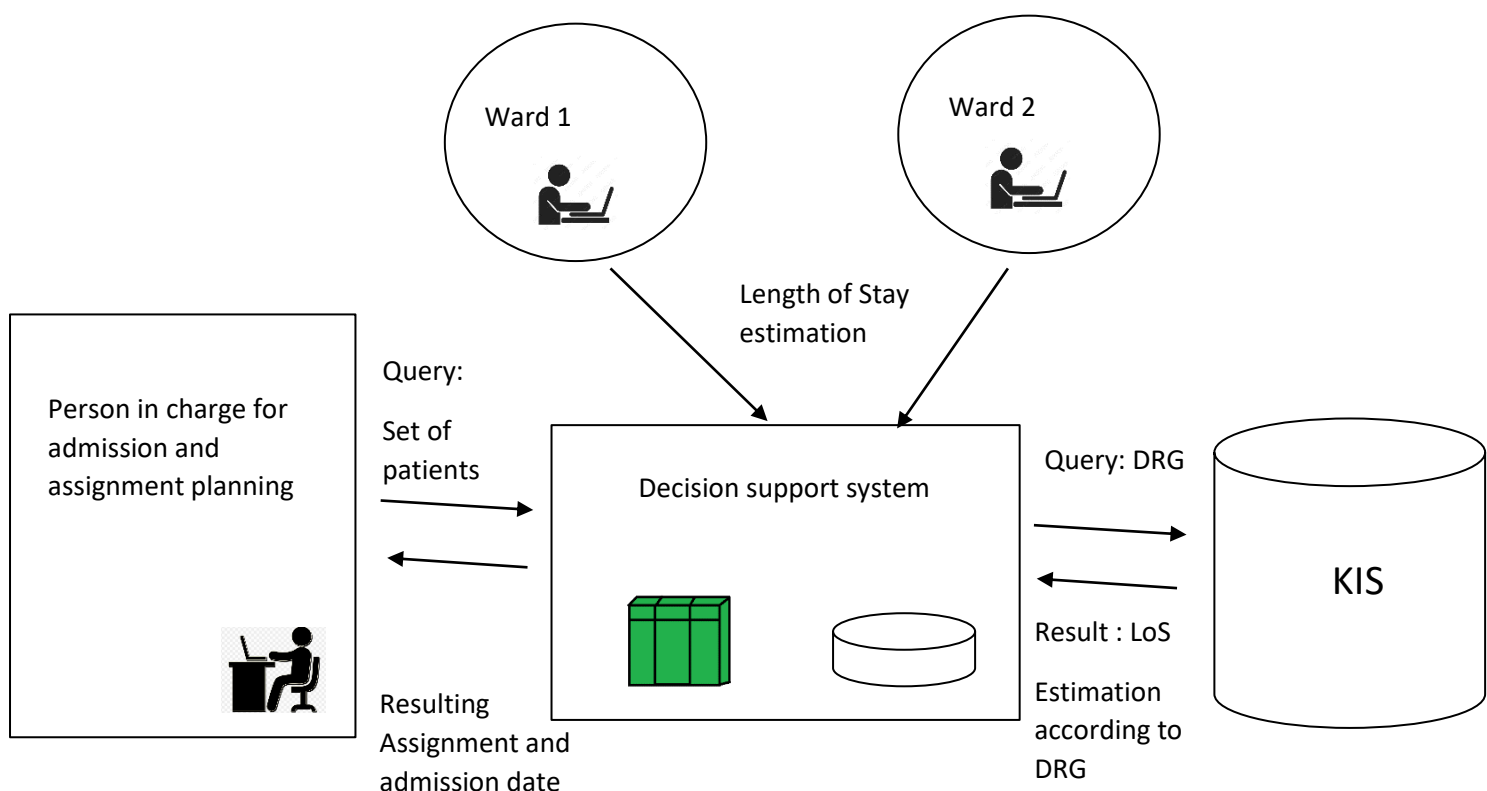 Ward 1
Ward 2
Length of Stay
estimation
Person in charge for
admission and
assignment planning
Query:
Set of
patients
Resulting
Assignment and
admission date
Decision support system
Query: DRG
Result : LoS
Estimation
according to
DRG
KIS